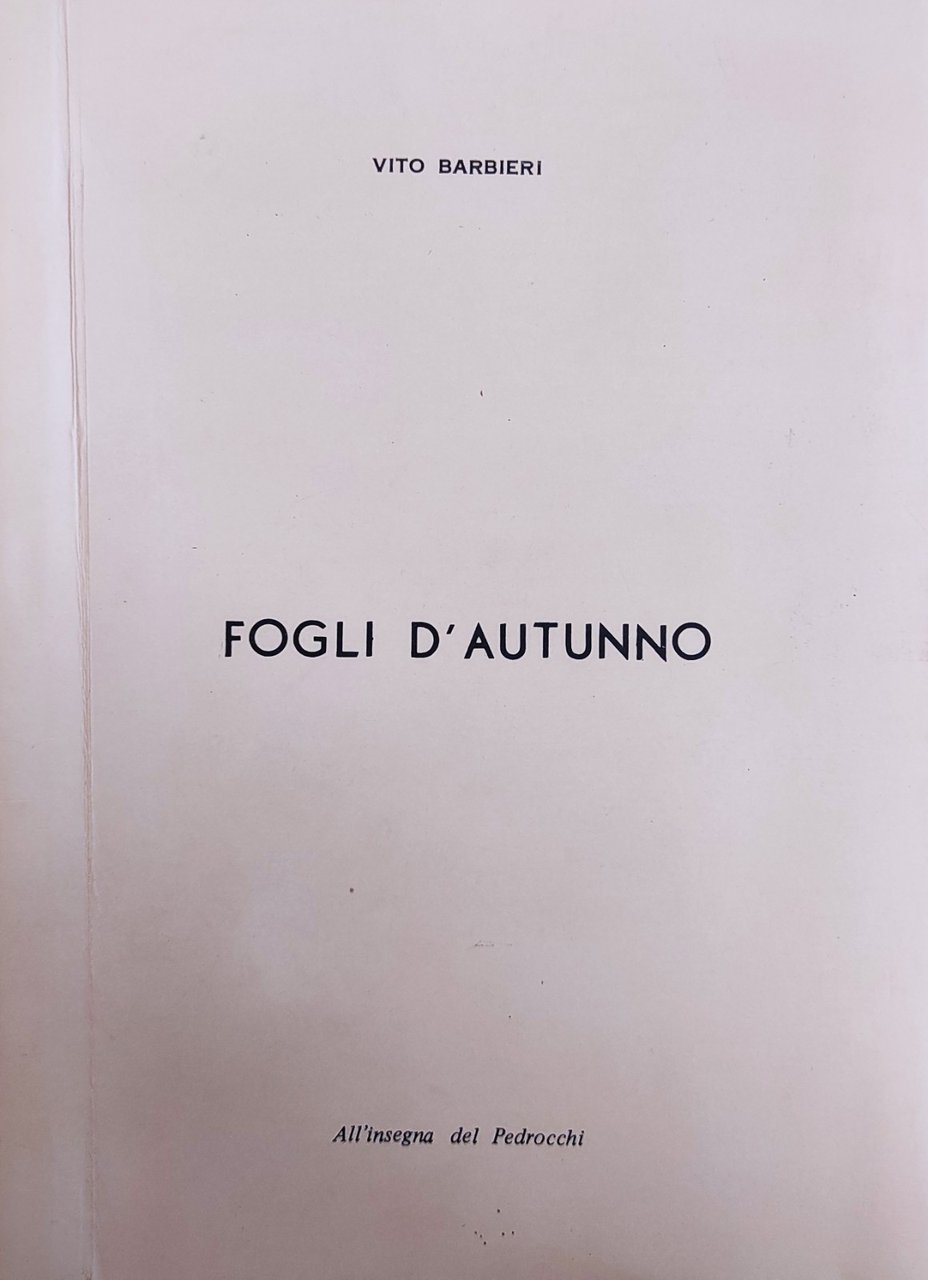 VITO BARBIERI
FOGLI D'AUTUNNO
All'insegna del Pedrocchi